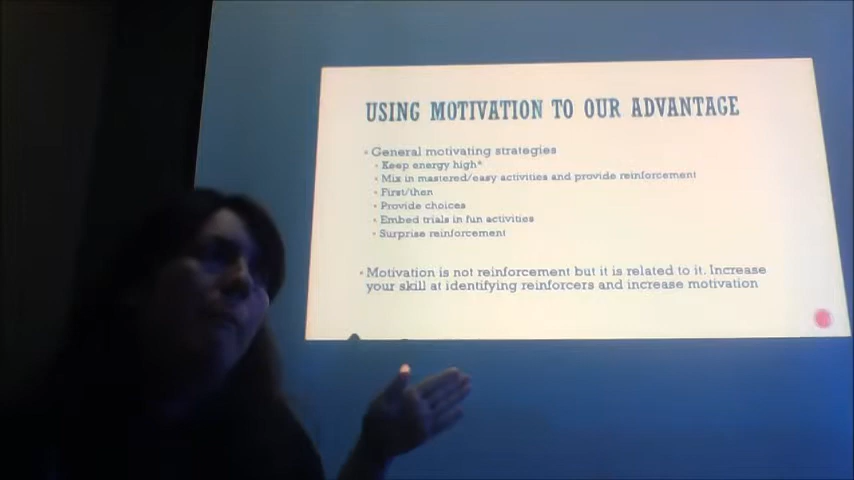 USING MOTIVATION TO OUR ADVANTAGE
• General motivating strategies
• Keep energy high*
• Mix in mastered/easy activities and provide reinforcement
• First/then
• Provide choices
• Embed trials in fun activities
• Surprise reinforcement
• Motivation is not reinforcement but it is related to it. Increase
your skill at identifying reinforcers and increase motivation